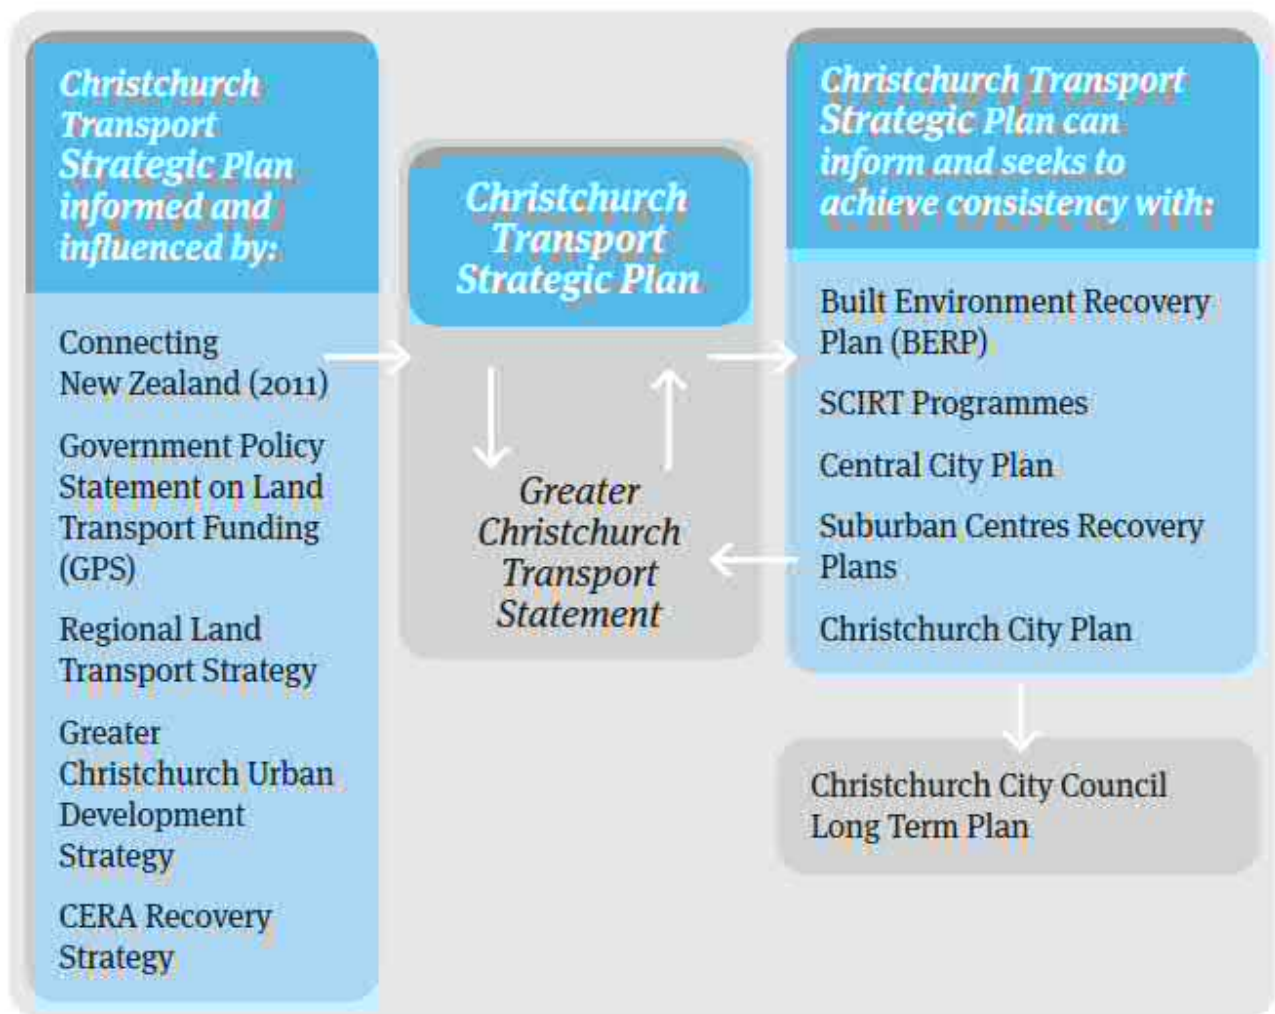 Christchurch
Transport
Strategic Plan
informed and
influenced by:
Connecting
New Zealand (2011)
Government Policy
Statement on Land
Transport Funding
(GPS)
Regional Land
Transport Strategy
Greater
Christchurch Urban
Development
Strategy
CERA Recovery
Strategy
Christchurch
Transport
Strategic Plan
Greater
Christchurch
Transport
Statement
Christchurch Transport
Strategic Plan can
inform and seeks to
achieve consistency with:
Built Environment Recovery
Plan (BERP)
SCIRT Programmes
Central City Plan
Suburban Centres Recovery
Plans
Christchurch City Plan
Christchurch City Council
Long Term Plan